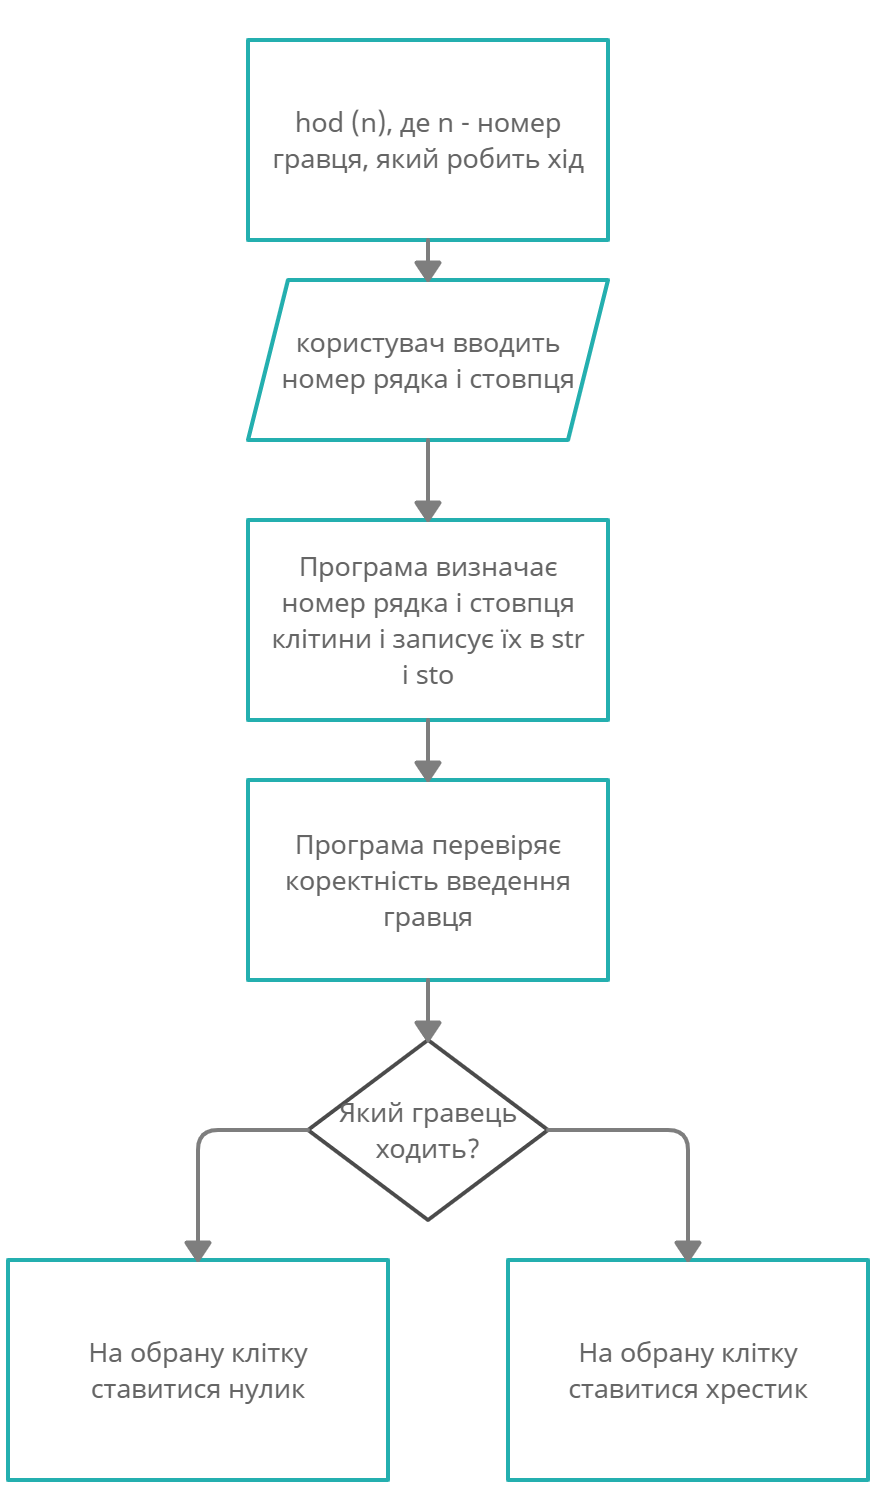 hod (n), де n - номер
гравця, який робить хід
користувач вводить
номер рядка і стовпця
Програма визначає
номер рядка і стовпця
клітини і записує їх в str
і sto
Програма перевіряє
коректність введення
гравця
Який гравець
ходить?
На обрану клітку
ставитися нулик
На обрану клітку
ставитися хрестик